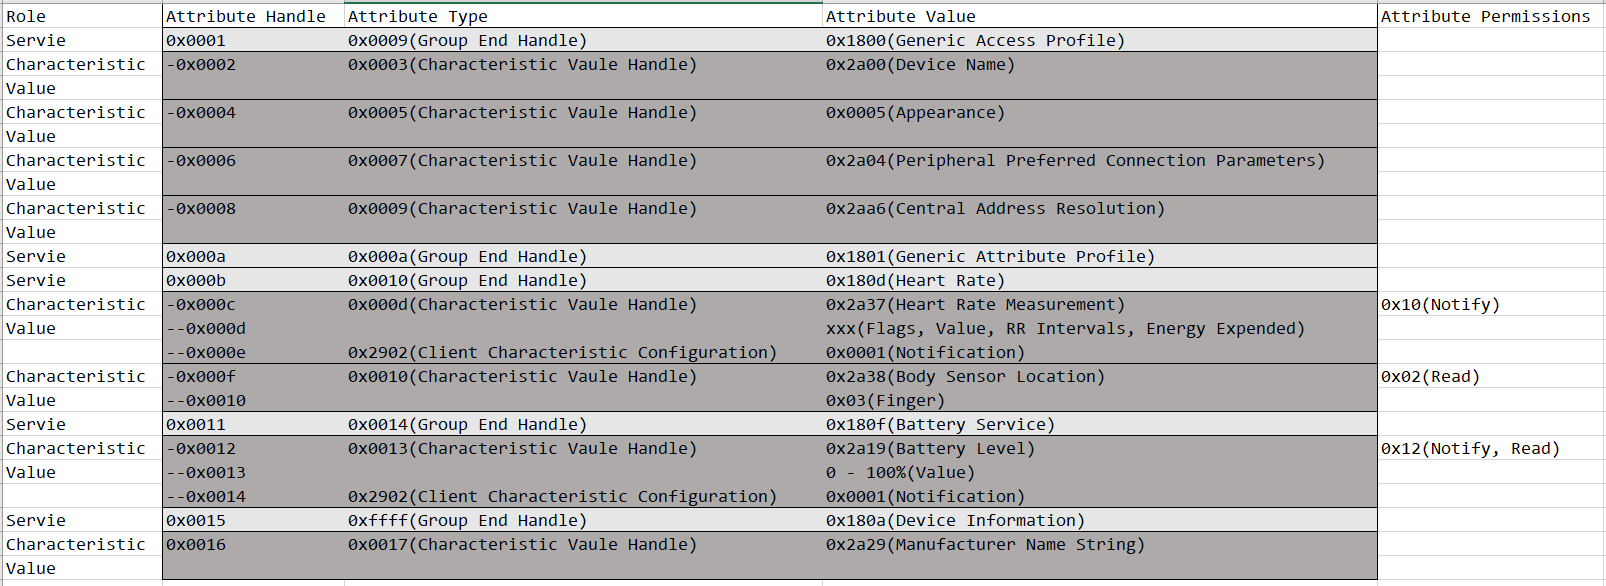 Role Attribute Handle Attribute Type Attribute Value Attribute Permissions
Servie 0x0001 0x0009(Group End Handle) 0x1800(Generic Access Profile)
Characteristic -0x0002 0x0003(Characteristic Vaule Handle) 0x2a00(Device Name)
Value
Characteristic -0x0004 0x0005(Characteristic Vaule Handle) 0x0005(Appearance)
Value
Characteristic -0x0006 0x0007(Characteristic Vaule Handle) 0x2a04(Peripheral Preferred Connection Parameters)
Value
Characteristic -0x0008 0x0009(Characteristic Vaule Handle) 0x2aa6(Central Address Resolution)
Value
Servie 0x000a 0x000a(Group End Handle) 0x1801(Generic Attribute Profile)
Servie 0x000b 0x0010(Group End Handle) 0x180d(Heart Rate)
Characteristic -0x000c 0x000d(Characteristic Vaule Handle) 0x2a37(Heart Rate Measurement) 0x10(Notify)
Value --0x000d xxx(Flags, Value, RR Intervals, Energy Expended)
--0x000e 0x2902(Client Characteristic Configuration) 0x0001(Notification)
Characteristic -0x000f 0x0010(Characteristic Vaule Handle) 0x2a38(Body Sensor Location) 0x02(Read)
Value --0x0010 0x03(Finger)
Servie 0x0011 0x0014(Group End Handle) 0x180f(Battery Service)
Characteristic -0x0012 0x0013(Characteristic Vaule Handle) 0x2a19(Battery Level) 0x12(Notify, Read)
Value --0x0013 0 - 100%(Value)
--0x0014 0x2902(Client Characteristic Configuration) 0x0001(Notification)
Servie 0x0015 0xffff(Group End Handle) 0x180a(Device Information)
Characteristic 0x0016 0x0017(Characteristic Vaule Handle) 0x2a29(Manufacturer Name String)
Value